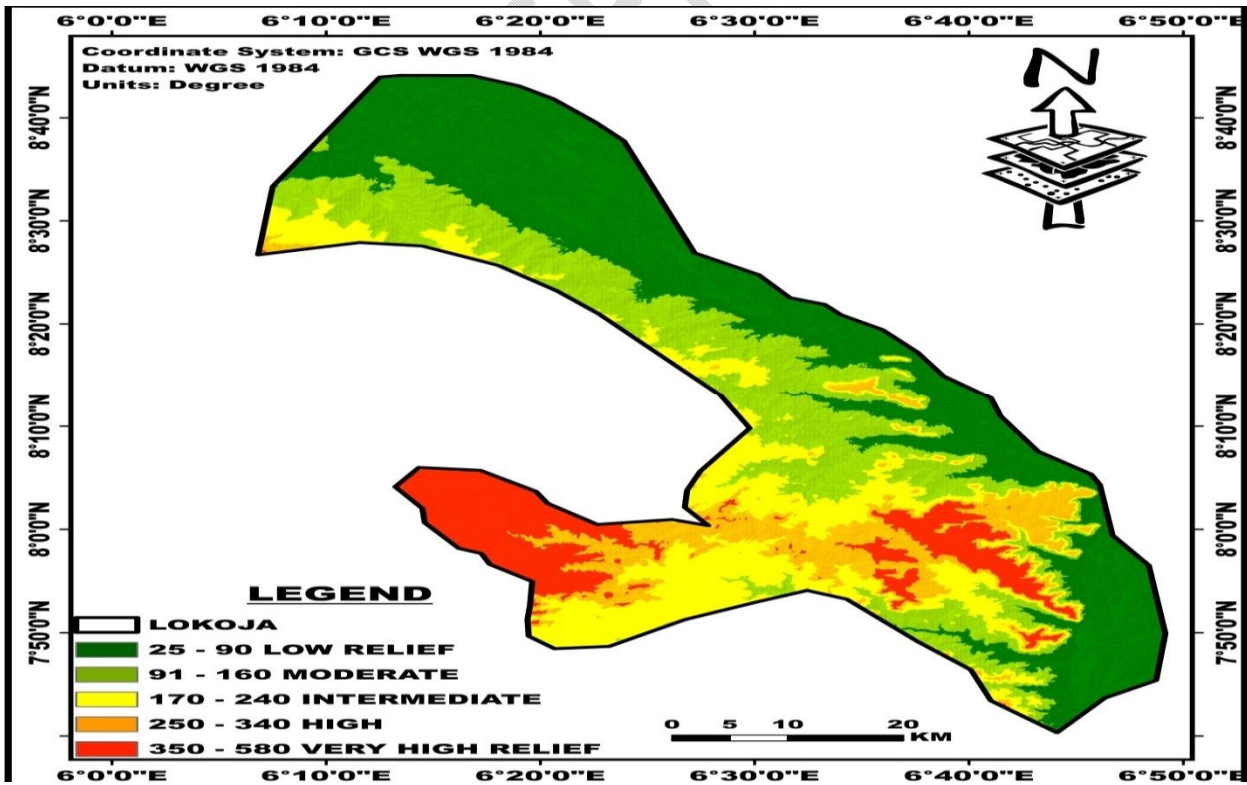 6°0'0"E 6°10'0"E 6°20'0"E 6°30'0"E 6°40'0"E 6°50'0"E
Coordinate System: GCS WGS 1984
Datum: WGS 1984
Units: Degree
N
8°40'0"N 8°40'0"N
8°30'0"N 8°30'0"N
8°20'0"N 8°20'0"N
8°10'0"N 8°10'0"N
8°0'0"N 8°0'0"N
7°50'0"N 7°50'0"N
LEGEND
LOKOJA
25 - 90 LOW RELIEF
91 - 160 MODERATE
170 - 240 INTERMEDIATE
250 - 340 HIGH
350 - 580 VERY HIGH RELIEF
0 5 10 20
KM
6°0'0"E 6°10'0"E 6°20'0"E 6°30'0"E 6°40'0"E 6°50'0"E